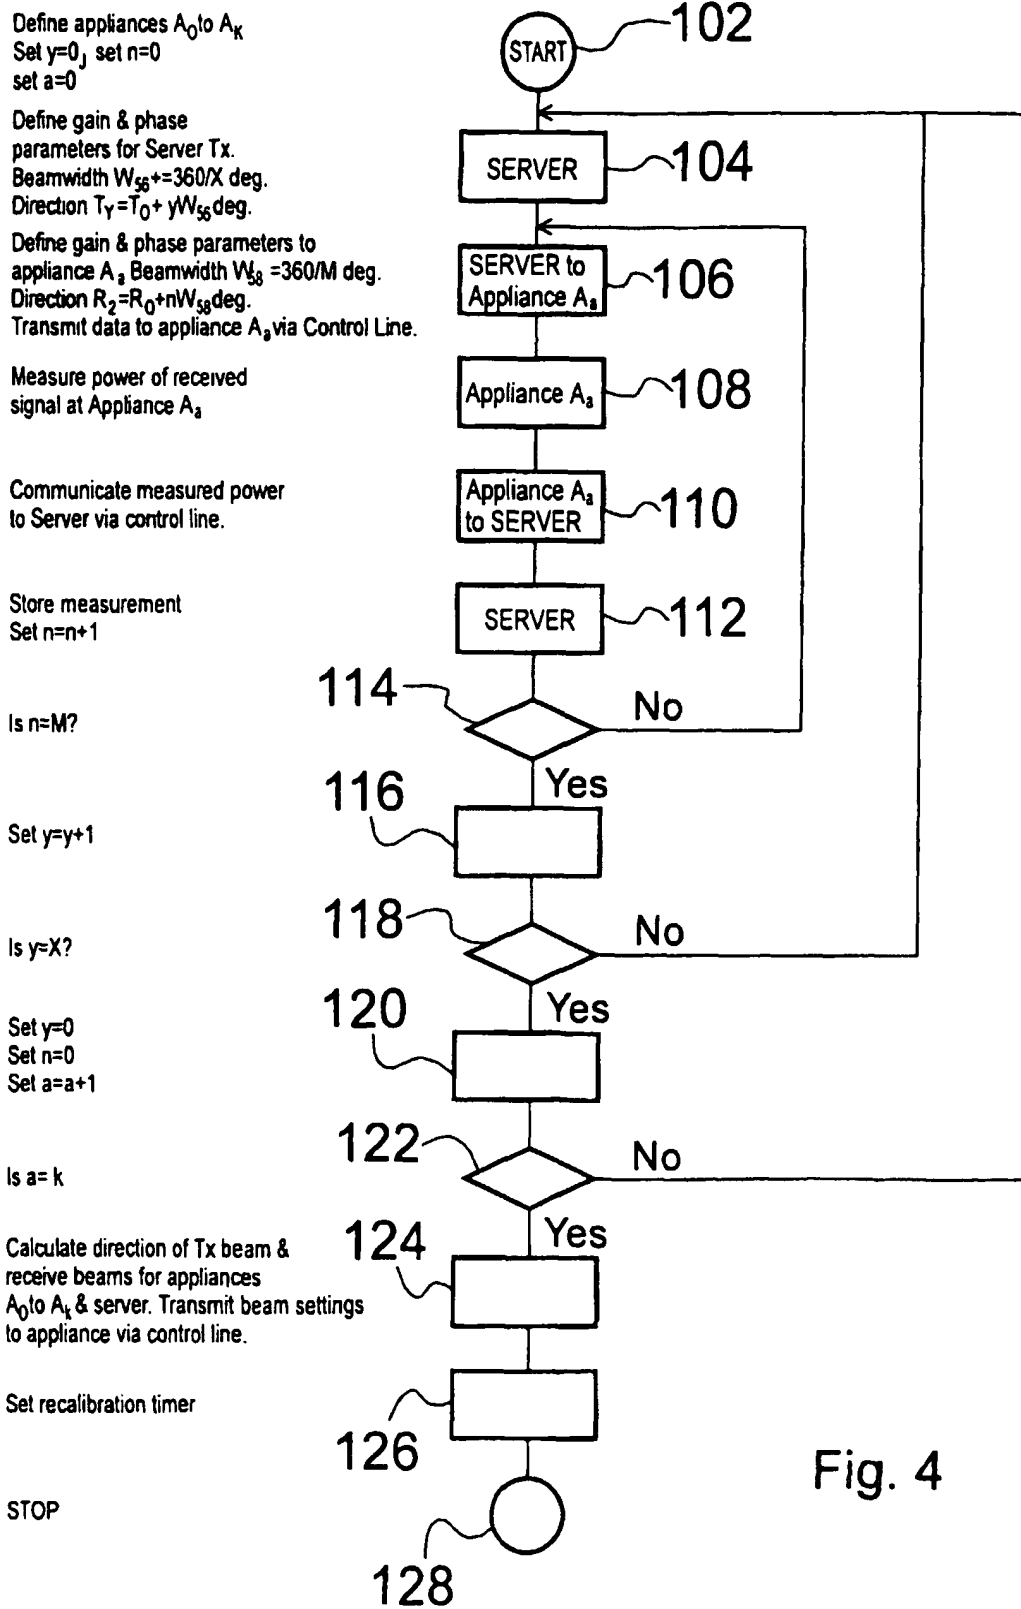 Define appliances A0 to AK
Set y=0, set n=0
set a=0
START
102
Define gain & phase
parameters for Server Tx.
Beamwidth W56+=360/X deg.
Direction TY=T0+ yW56deg.
SERVER
104
Define gain & phase parameters to
appliance Aa Beamwidth W58 =360/M deg.
Direction R2=R0+nW58deg.
Transmit data to appliance Aa via Control Line.
SERVER to
Appliance Aa
106
Measure power of received
signal at Appliance Aa
Appliance Aa
108
Communicate measured power
to Server via control line.
Appliance Aa
to SERVER
110
Store measurement
Set n=n+1
SERVER
112
Is n=M?
114
No
Yes
Set y=y+1
116
Is y=X?
118
No
Yes
Set y=0
Set n=0
Set a=a+1
120
Is a= k
122
No
Yes
Calculate direction of Tx beam &
receive beams for appliances
A0 to Ak & server. Transmit beam settings
to appliance via control line.
124
Set recalibration timer
126
STOP
128
Fig. 4